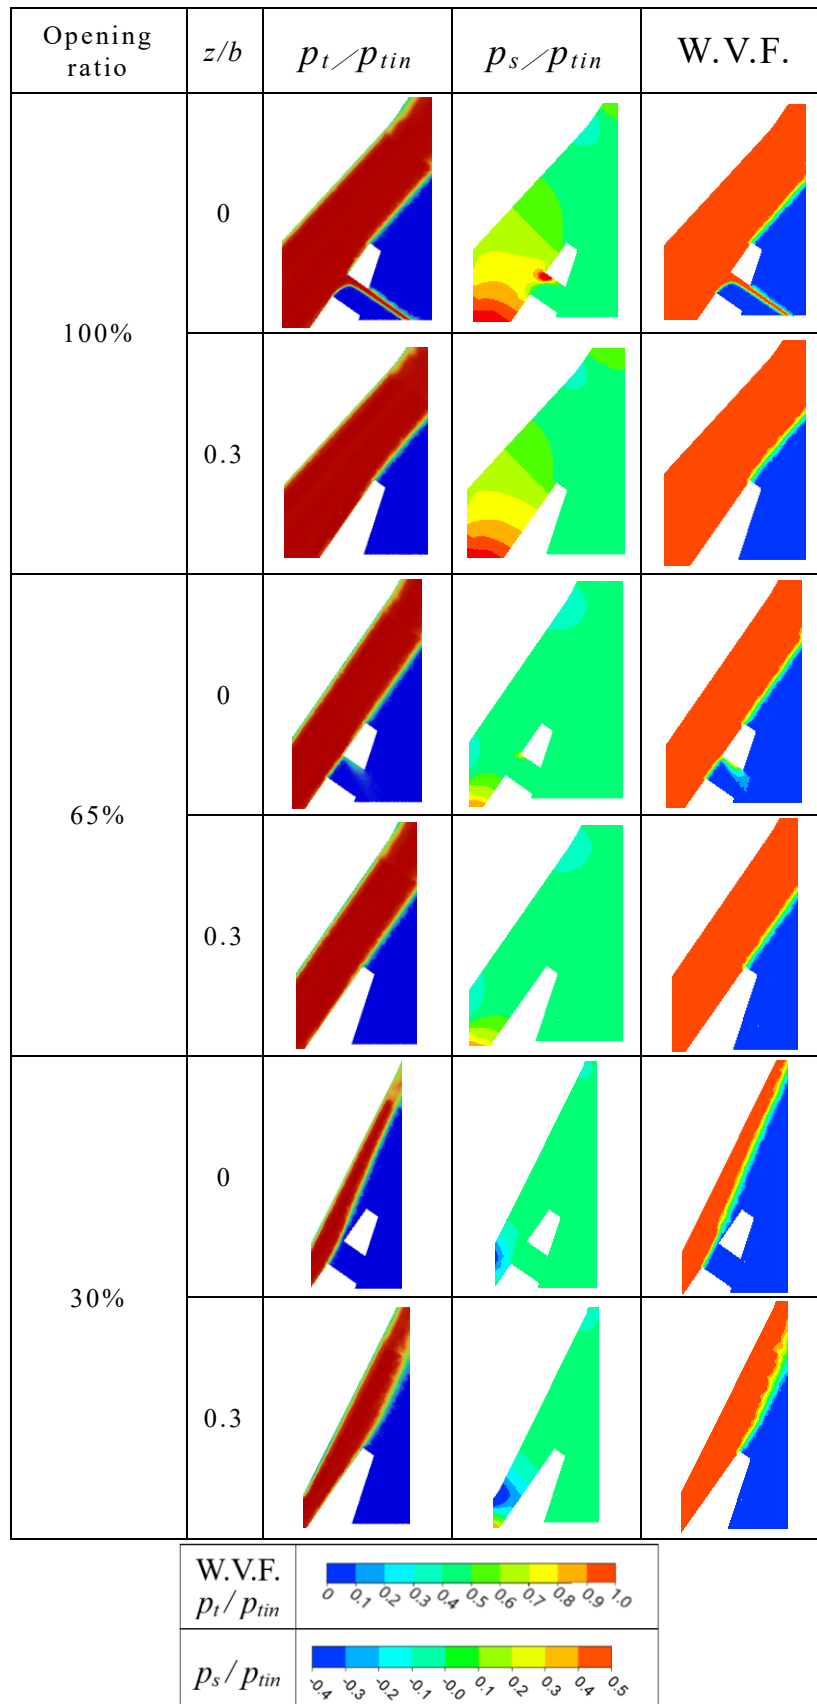 Opening ratio z/b pt/ptin ps/ptin W.V.F.
100%
0
0.3
65%
0
0.3
30%
0
0.3
W.V.F.
pt/ptin
0 0.1 0.2 0.3 0.4 0.5 0.6 0.7 0.8 0.9 1.0
ps/ptin
-0.4 -0.3 -0.2 -0.1 -0.0 0.1 0.2 0.3 0.4 0.5